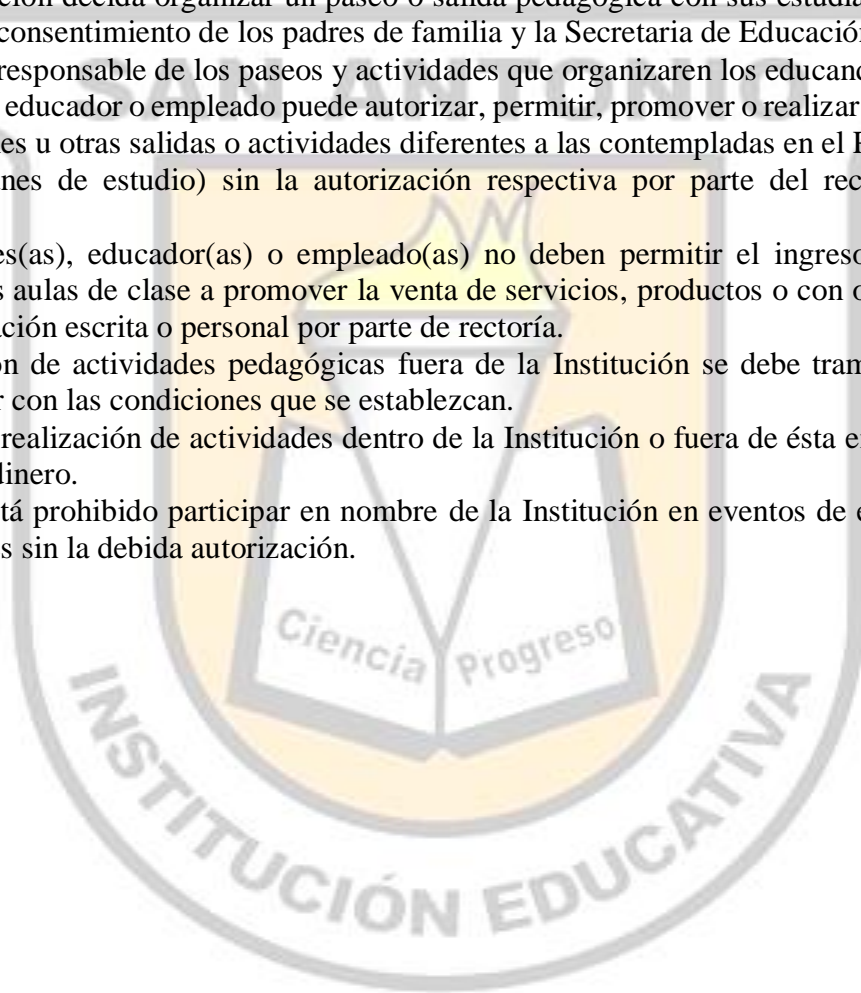 ción decida organizar un paseo o salida pedagógica con sus estudia
consentimiento de los padres de familia y la Secretaria de Educación
responsable de los paseos y actividades que organizaren los educand
educador o empleado puede autorizar, permitir, promover o realizar
es u otras salidas o actividades diferentes a las contempladas en el
nes de estudio) sin la autorización respectiva por parte del rec
es(as), educador(as) o empleado(as) no deben permitir el ingreso
s aulas de clase a promover la venta de servicios, productos o con o
ación escrita o personal por parte de rectoría.
ón de actividades pedagógicas fuera de la Institución se debe tram
r con las condiciones que se establezcan.
realización de actividades dentro de la Institución o fuera de ésta e
dinero.
tá prohibido participar en nombre de la Institución en eventos de e
s sin la debida autorización.
SAN ANTONIO
Ciencia Progreso
INSTITUCIÓN EDUCATIVA